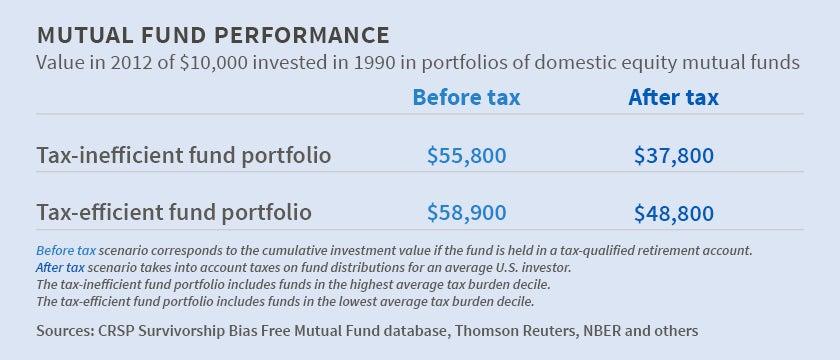 MUTUAL FUND PERFORMANCE
Value in 2012 of $10,000 invested in 1990 in portfolios of domestic equity mutual funds
Before tax After tax
Tax-inefficient fund portfolio $55,800 $37,800
Tax-efficient fund portfolio $58,900 $48,800
Before tax scenario corresponds to the cumulative investment value if the fund is held in a tax-qualified retirement account.
After tax scenario takes into account taxes on fund distributions for an average U.S. investor.
The tax-inefficient fund portfolio includes funds in the highest average tax burden decile.
The tax-efficient fund portfolio includes funds in the lowest average tax burden decile.
Sources: CRSP Survivorship Bias Free Mutual Fund database, Thomson Reuters, NBER and others